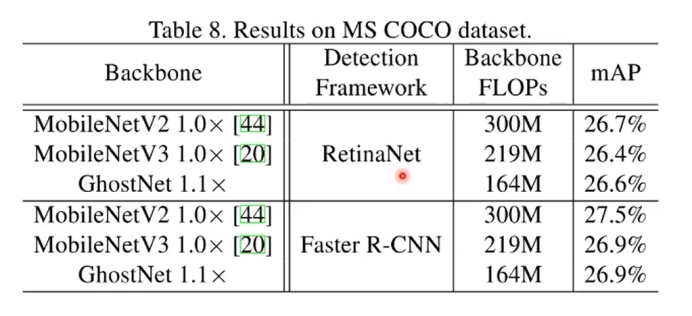 Table 8. Results on MS COCO dataset.
Backbone Detection Framework Backbone FLOPs mAP
MobileNetV2 1.0× [44] 300M 26.7%
MobileNetV3 1.0× [20] RetinaNet 219M 26.4%
GhostNet 1.1× 164M 26.6%
MobileNetV2 1.0× [44] 300M 27.5%
MobileNetV3 1.0× [20] Faster R-CNN 219M 26.9%
GhostNet 1.1× 164M 26.9%